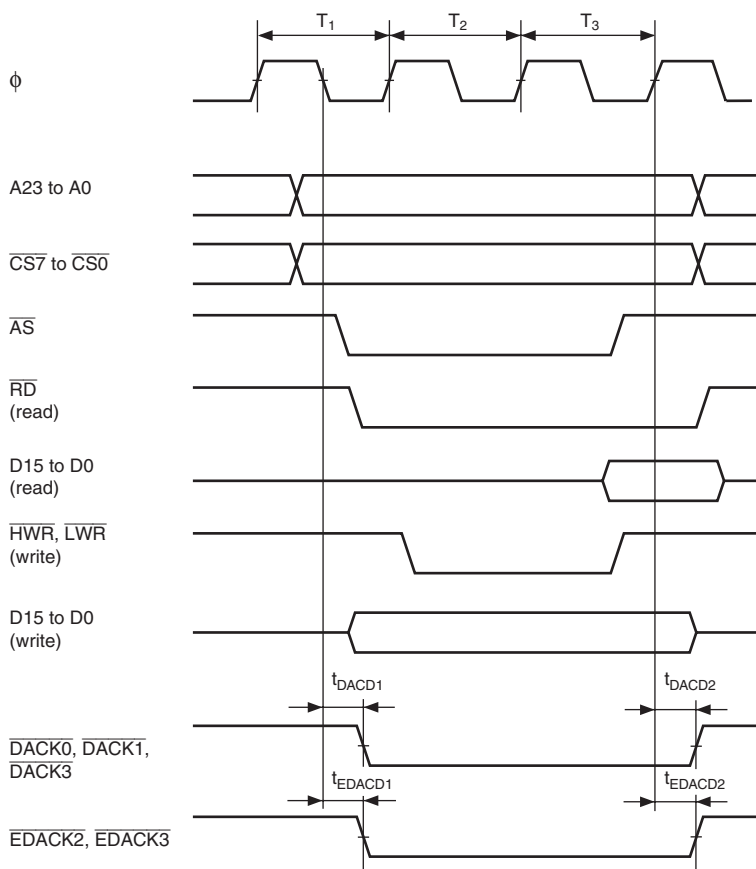 T1 T2 T3
ϕ
A23 to A0
CS7 to CS0
AS
RD
(read)
D15 to D0
(read)
HWR, LWR
(write)
D15 to D0
(write)
tDACD1 tDACD2
DACK0, DACK1,
DACK3
tEDACD1 tEDACD2
EDACK2, EDACK3